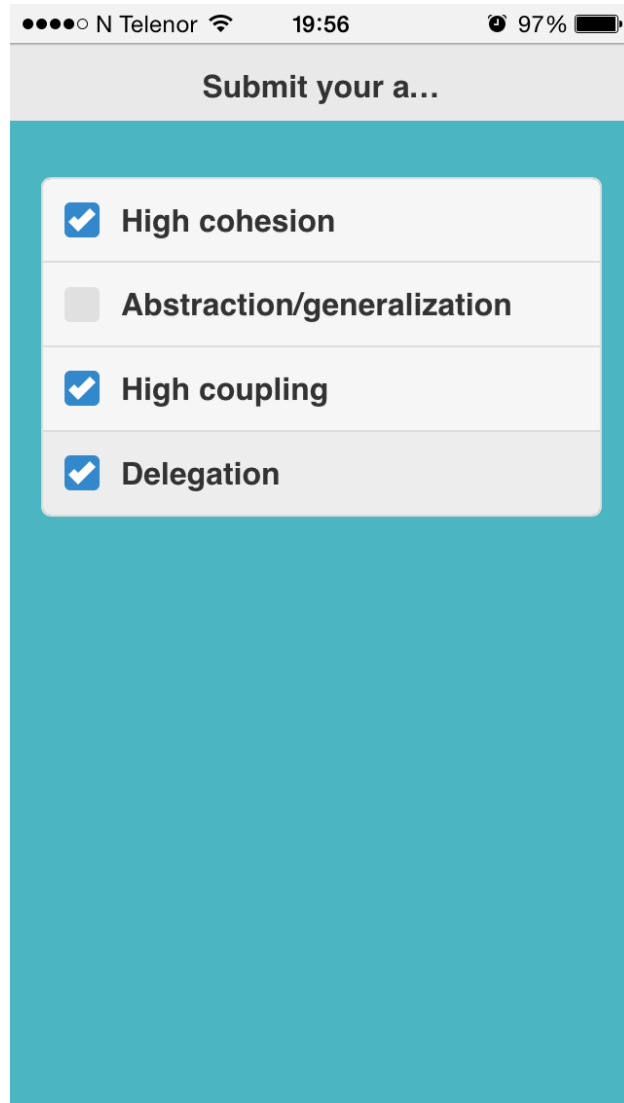 N Telenor 19:56 97%
Submit your a...
High cohesion
Abstraction/generalization
High coupling
Delegation